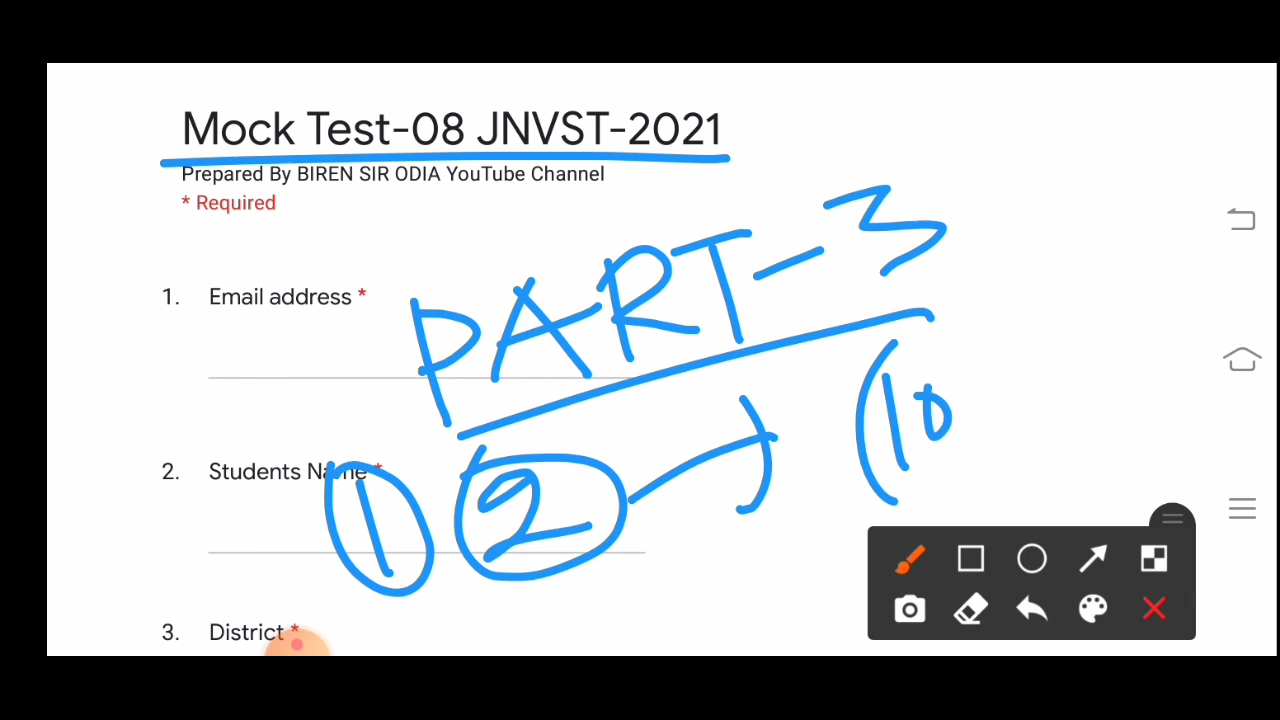 Mock Test-08 JNVST-2021
Prepared By BIREN SIR ODIA YouTube Channel
* Required
PART-3
1. Email address *
(10
2. Students Name *
1 2
3. District *